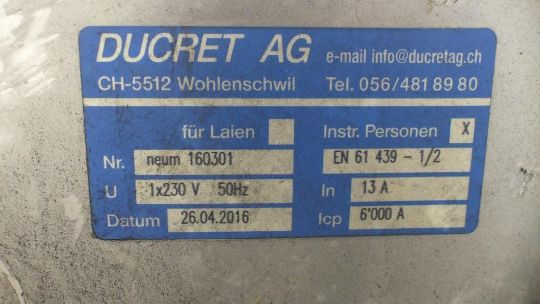 DUCRET AG e-mail info@ducretag.ch
CH-5512 Wohlenschwil Tel. 056/481 89 80
für Laien Instr. Personen X
Nr. neum 160301 EN 61 439 - 1/2
U 1x230 V 50Hz In 13 A
Datum 26.04.2016 Icp 6'000 A